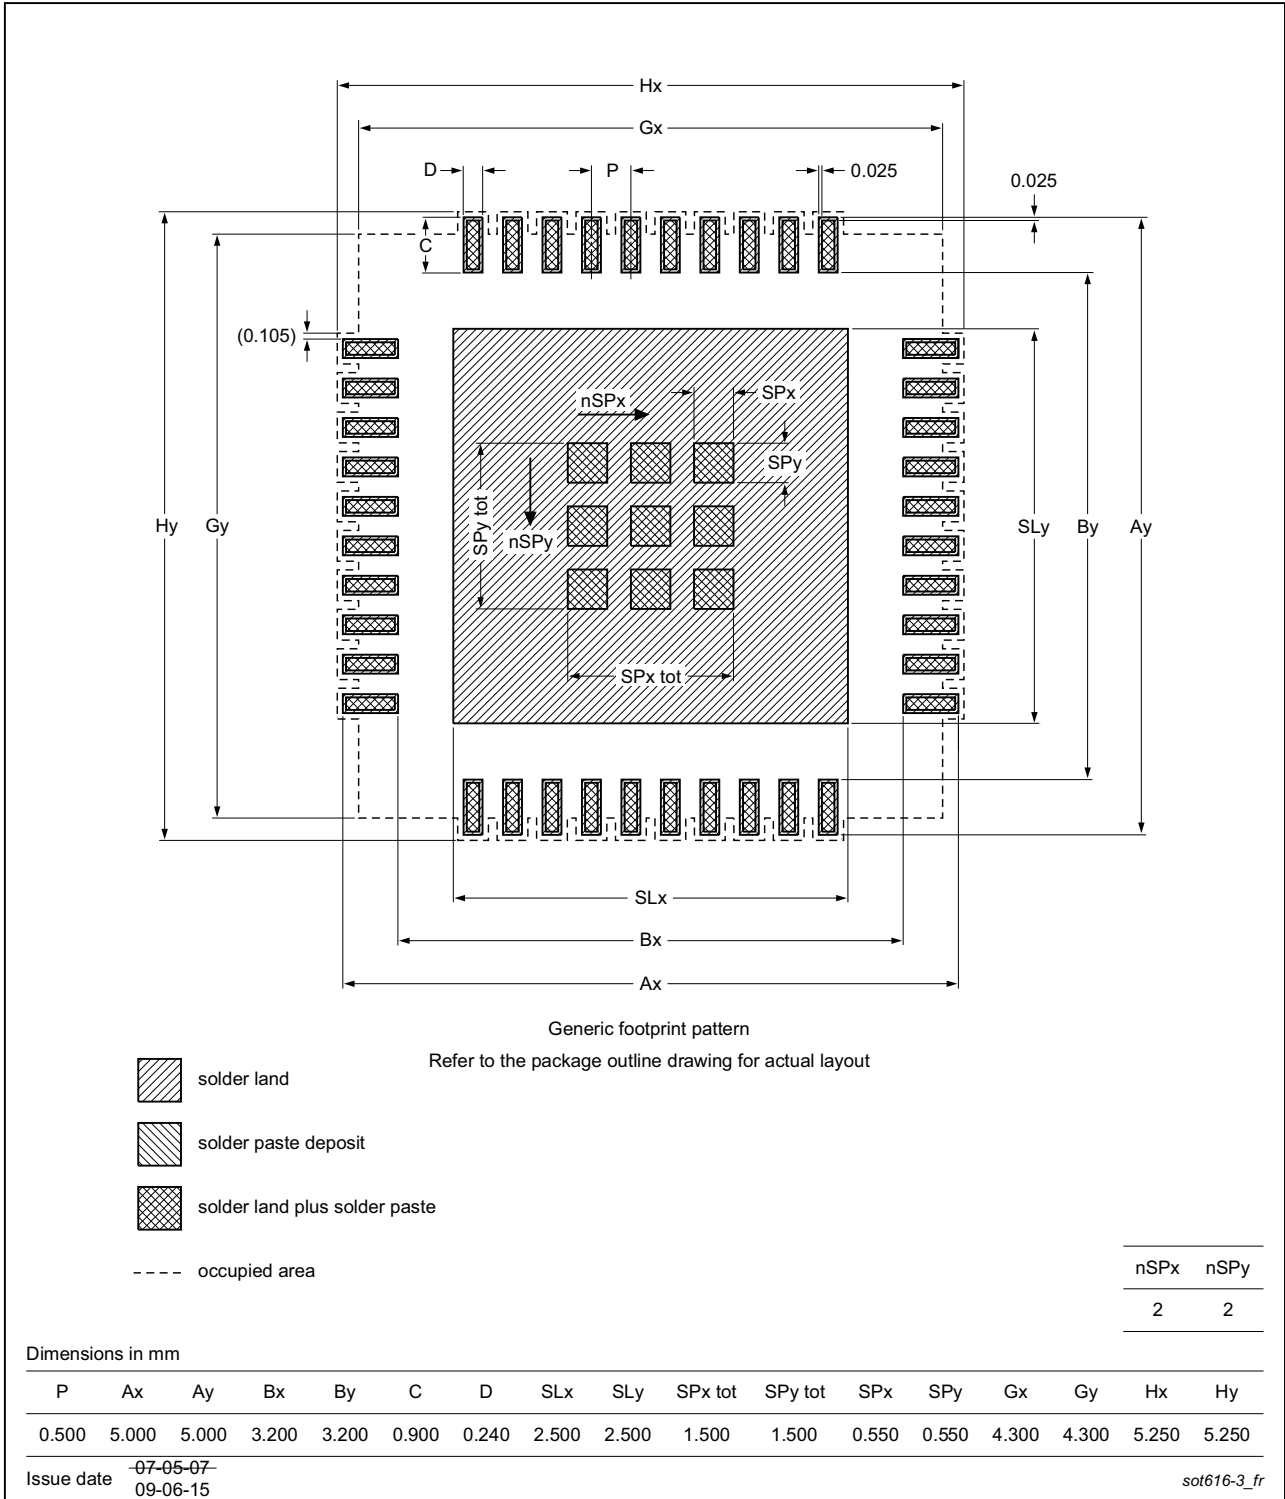 Hx
Gx
D
P
0.025
0.025
C
(0.105)
nSPx
SPx
SPy
SPy tot
nSPy
Hy
Gy
SLy
By
Ay
SPx tot
SLx
Bx
Ax
Generic footprint pattern
Refer to the package outline drawing for actual layout
solder land
solder paste deposit
solder land plus solder paste
occupied area
nSPx nSPy
2 2
Dimensions in mm
P Ax Ay Bx By C D SLx SLy SPx tot SPy tot SPx SPy Gx Gy Hx Hy
0.500 5.000 5.000 3.200 3.200 0.900 0.240 2.500 2.500 1.500 1.500 0.550 0.550 4.300 4.300 5.250 5.250
Issue date 07-05-07
09-06-15
sot616-3_fr